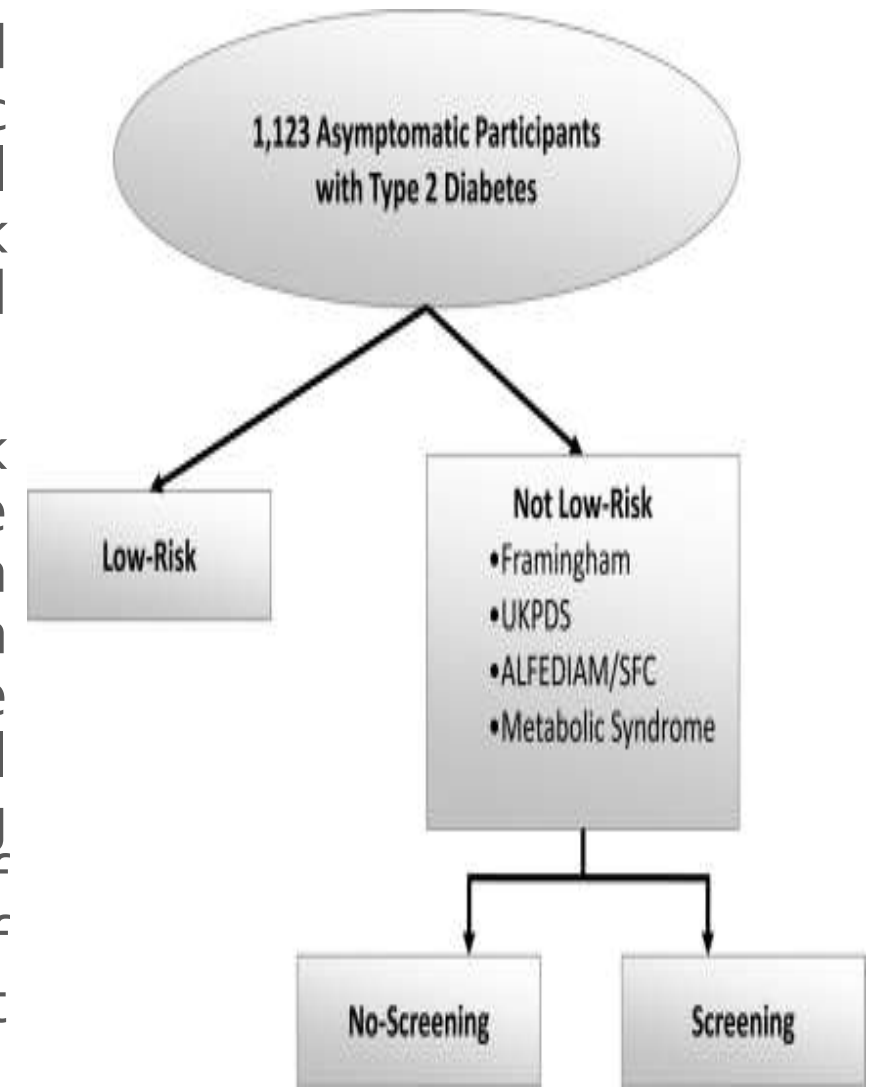 1,123 Asymptomatic Participants
with Type 2 Diabetes
Low-Risk
Not Low-Risk
•Framingham
•UKPDS
•ALFEDIAM/SFC
•Metabolic Syndrome
No-Screening
Screening